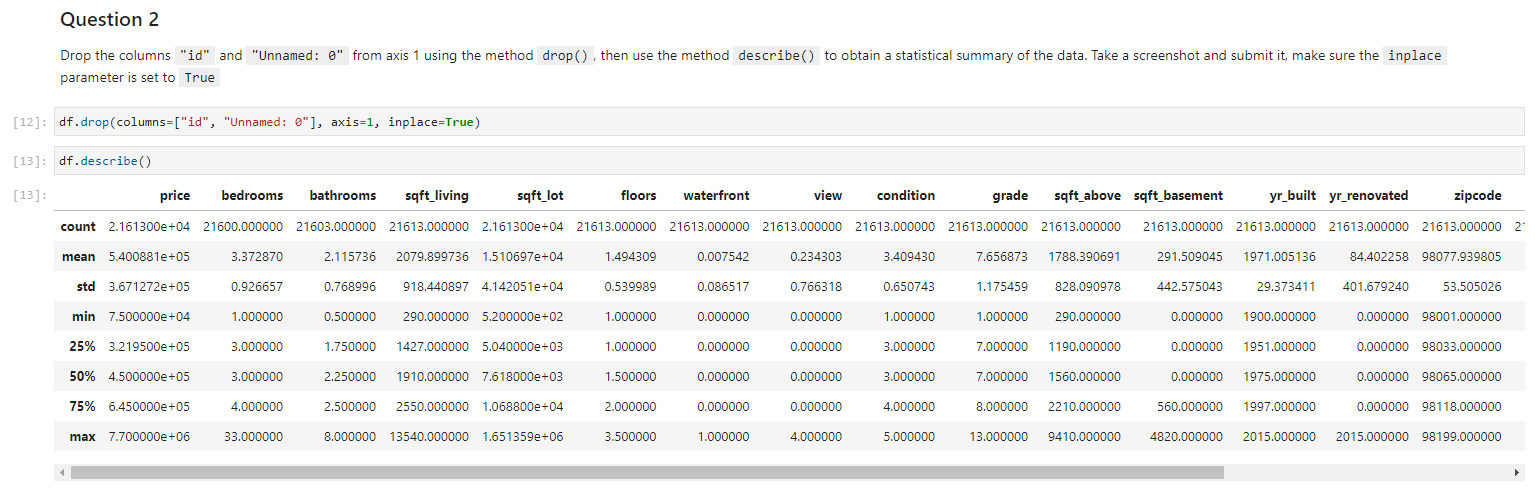 Question 2
Drop the columns "id" and "Unnamed: 0" from axis 1 using the method drop(), then use the method describe() to obtain a statistical summary of the data. Take a screenshot and submit it, make sure the inplace
parameter is set to True
[12]: df.drop(columns=["id", "Unnamed: 0"], axis=1, inplace=True)
[13]: df.describe()
[13]: price bedrooms bathrooms sqft_living sqft_lot floors waterfront view condition grade sqft_above sqft_basement yr_built yr_renovated zipcode
count 2.161300e+04 21600.000000 21603.000000 21613.000000 2.161300e+04 21613.000000 21613.000000 21613.000000 21613.000000 21613.000000 21613.000000 21613.000000 21613.000000 21613.000000 21613.000000 21
mean 5.400881e+05 3.372870 2.115736 2079.899736 1.510697e+04 1.494309 0.007542 0.234303 3.409430 7.656873 1788.390691 291.509045 1971.005136 84.402258 98077.939805
std 3.671272e+05 0.926657 0.768996 918.440897 4.142051e+04 0.539989 0.086517 0.766318 0.650743 1.175459 828.090978 442.575043 29.373411 401.679240 53.505026
min 7.500000e+04 1.000000 0.500000 290.000000 5.200000e+02 1.000000 0.000000 0.000000 1.000000 1.000000 290.000000 0.000000 1900.000000 0.000000 98001.000000
25% 3.219500e+05 3.000000 1.750000 1427.000000 5.040000e+03 1.000000 0.000000 0.000000 3.000000 7.000000 1190.000000 0.000000 1951.000000 0.000000 98033.000000
50% 4.500000e+05 3.000000 2.250000 1910.000000 7.618000e+03 1.500000 0.000000 0.000000 3.000000 7.000000 1560.000000 0.000000 1975.000000 0.000000 98065.000000
75% 6.450000e+05 4.000000 2.500000 2550.000000 1.068800e+04 2.000000 0.000000 0.000000 4.000000 8.000000 2210.000000 560.000000 1997.000000 0.000000 98118.000000
max 7.700000e+06 33.000000 8.000000 13540.000000 1.651359e+06 3.500000 1.000000 4.000000 5.000000 13.000000 9410.000000 4820.000000 2015.000000 2015.000000 98199.000000